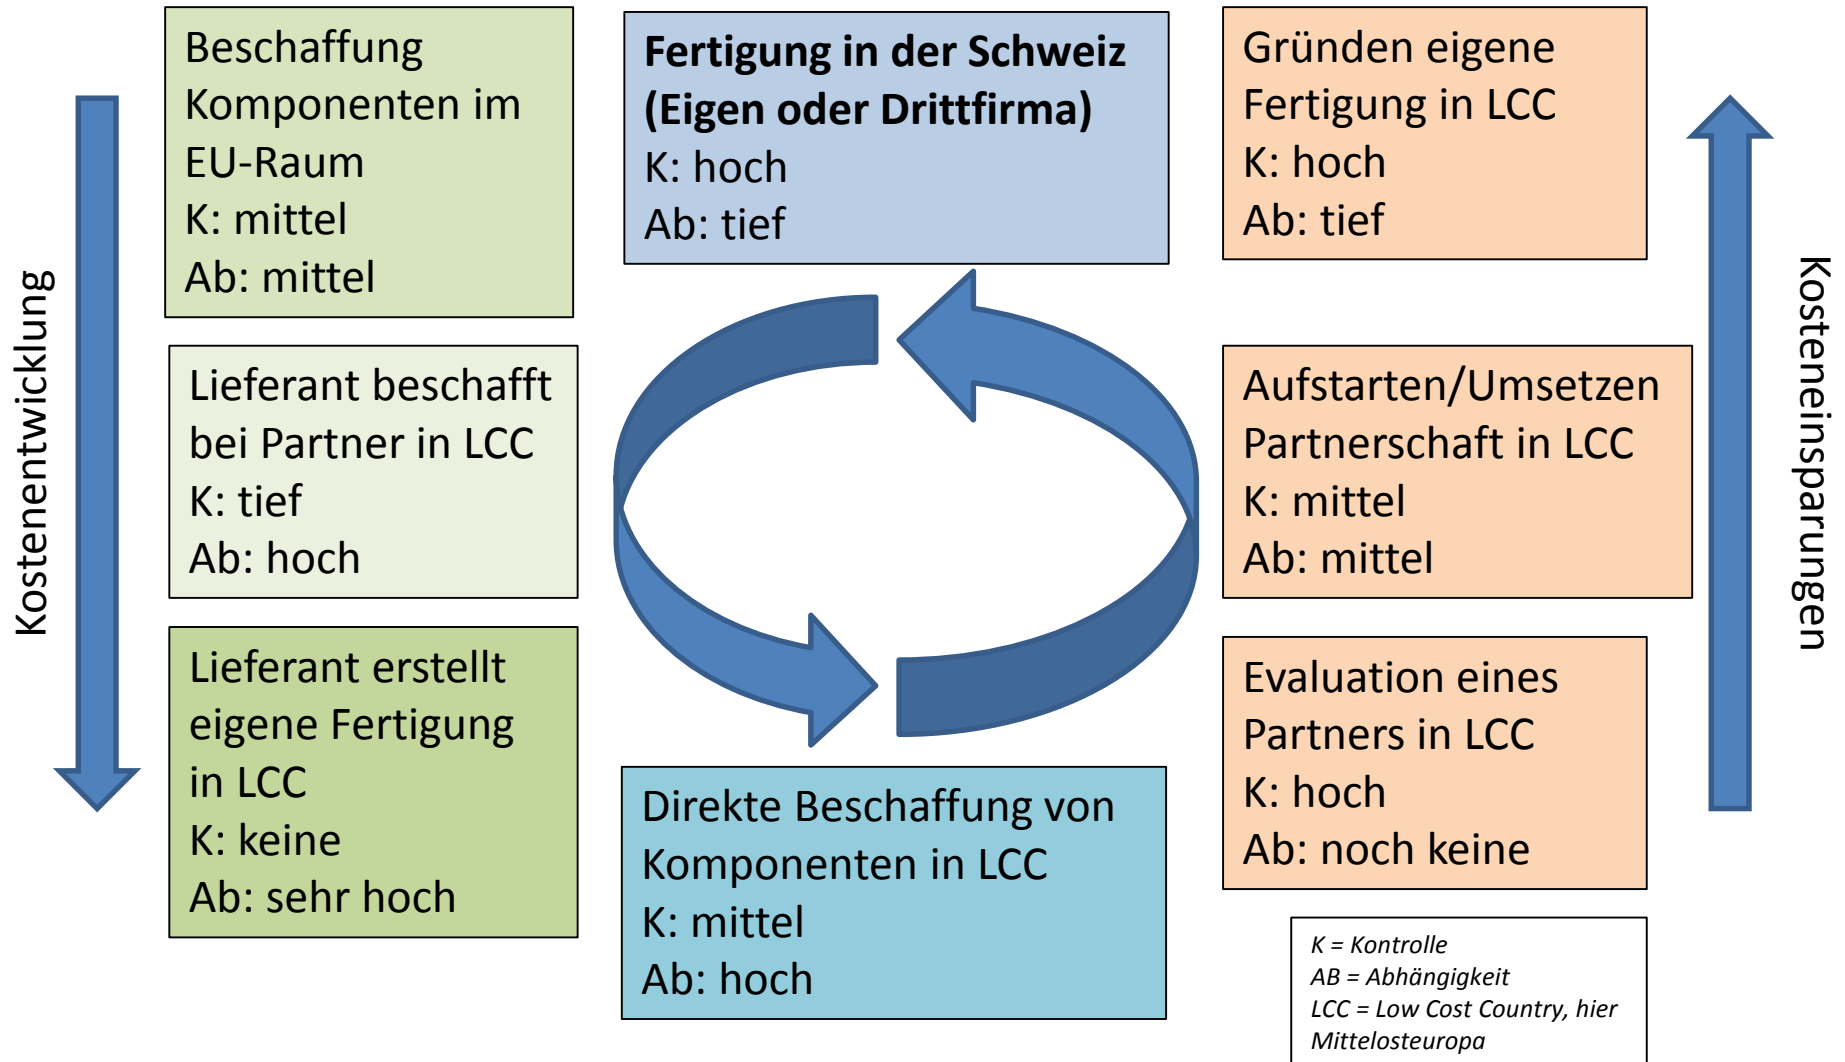 Kostenentwicklung
Beschaffung
Komponenten im
EU-Raum
K: mittel
Ab: mittel
Lieferant beschafft
bei Partner in LCC
K: tief
Ab: hoch
Lieferant erstellt
eigene Fertigung
in LCC
K: keine
Ab: sehr hoch
Fertigung in der Schweiz
(Eigen oder Drittfirma)
K: hoch
Ab: tief
Direkte Beschaffung von
Komponenten in LCC
K: mittel
Ab: hoch
Gründen eigene
Fertigung in LCC
K: hoch
Ab: tief
Aufstarten/Umsetzen
Partnerschaft in LCC
K: mittel
Ab: mittel
Evaluation eines
Partners in LCC
K: hoch
Ab: noch keine
Kosteneinsparungen
K = Kontrolle
AB = Abhängigkeit
LCC = Low Cost Country, hier
Mittelosteuropa